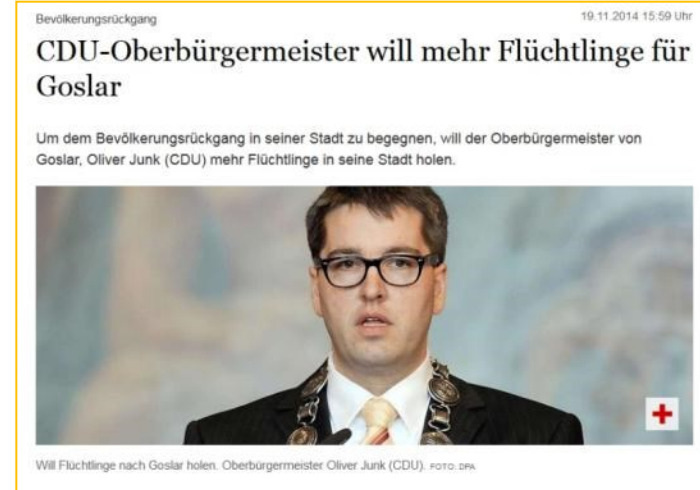 Bevölkerungsrückgang
19.11.2014 15:59 Uhr
CDU-Oberbürgermeister will mehr Flüchtlinge für
Goslar
Um dem Bevölkerungsrückgang in seiner Stadt zu begegnen, will der Oberbürgermeister von
Goslar, Oliver Junk (CDU) mehr Flüchtlinge in seine Stadt holen.
Will Flüchtlinge nach Goslar holen. Oberbürgermeister Oliver Junk (CDU). FOTO: DPA